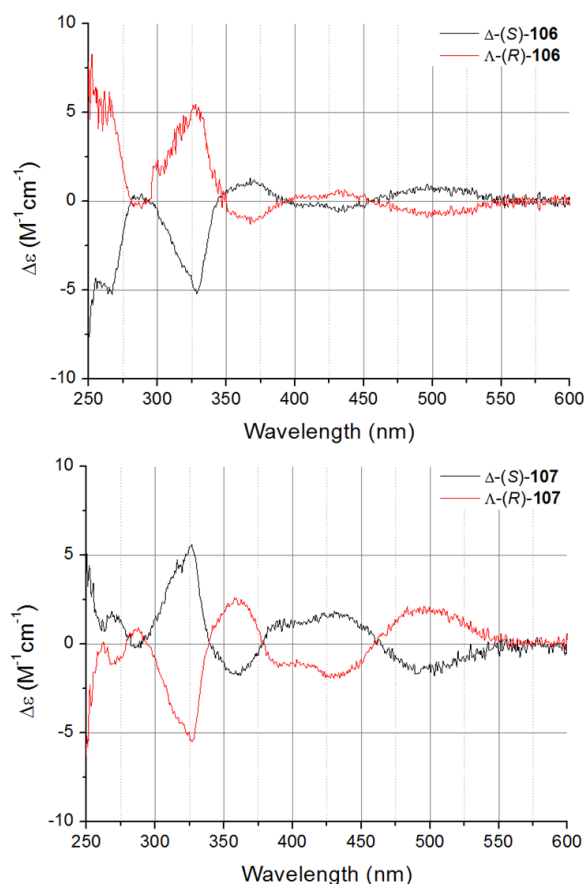 Δ-(S)-106
Λ-(R)-106
10
5
0
-5
-10
Δε (M⁻¹cm⁻¹)
250 300 350 400 450 500 550 600
Wavelength (nm)
Δ-(S)-107
Λ-(R)-107
10
5
0
-5
-10
Δε (M⁻¹cm⁻¹)
250 300 350 400 450 500 550 600
Wavelength (nm)